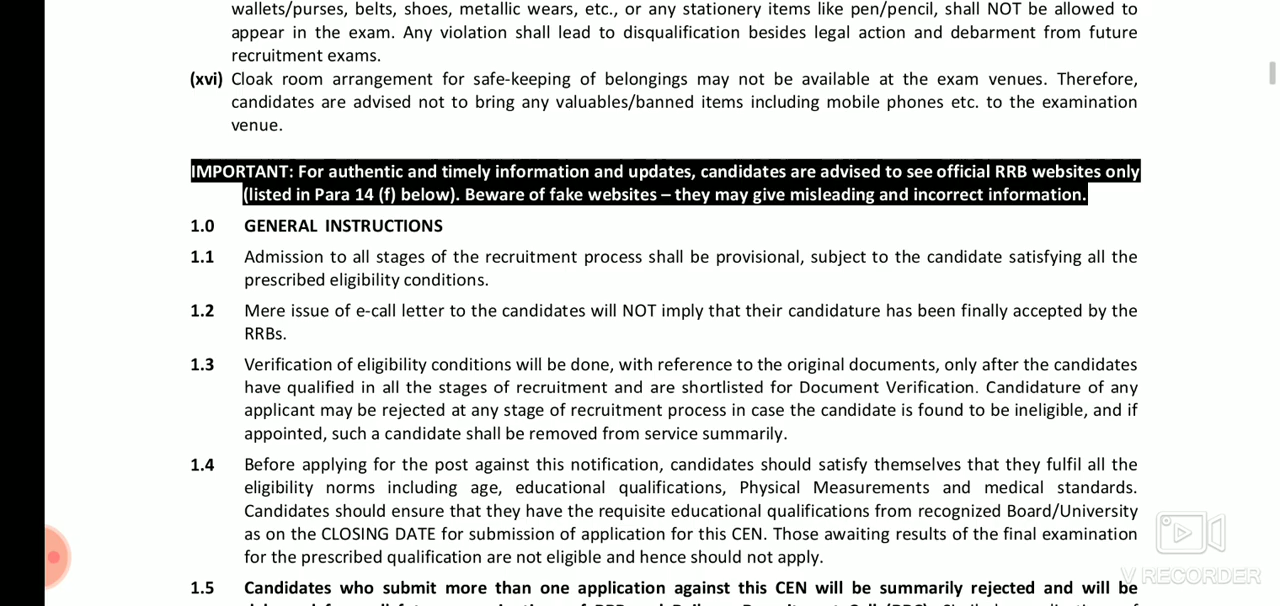 wallets/purses, belts, shoes, metallic wears, etc., or any stationery items like pen/pencil, shall NOT be allowed to
appear in the exam. Any violation shall lead to disqualification besides legal action and debarment from future
recruitment exams.
(xvi) Cloak room arrangement for safe-keeping of belongings may not be available at the exam venues. Therefore,
candidates are advised not to bring any valuables/banned items including mobile phones etc. to the examination
venue.
IMPORTANT: For authentic and timely information and updates, candidates are advised to see official RRB websites only
(listed in Para 14 (f) below). Beware of fake websites – they may give misleading and incorrect information.
1.0 GENERAL INSTRUCTIONS
1.1 Admission to all stages of the recruitment process shall be provisional, subject to the candidate satisfying all the
prescribed eligibility conditions.
1.2 Mere issue of e-call letter to the candidates will NOT imply that their candidature has been finally accepted by the
RRBs.
1.3 Verification of eligibility conditions will be done, with reference to the original documents, only after the candidates
have qualified in all the stages of recruitment and are shortlisted for Document Verification. Candidature of any
applicant may be rejected at any stage of recruitment process in case the candidate is found to be ineligible, and if
appointed, such a candidate shall be removed from service summarily.
1.4 Before applying for the post against this notification, candidates should satisfy themselves that they fulfil all the
eligibility norms including age, educational qualifications, Physical Measurements and medical standards.
Candidates should ensure that they have the requisite educational qualifications from recognized Board/University
as on the CLOSING DATE for submission of application for this CEN. Those awaiting results of the final examination
for the prescribed qualification are not eligible and hence should not apply.
1.5 Candidates who submit more than one application against this CEN will be summarily rejected and will be
V RECORDER